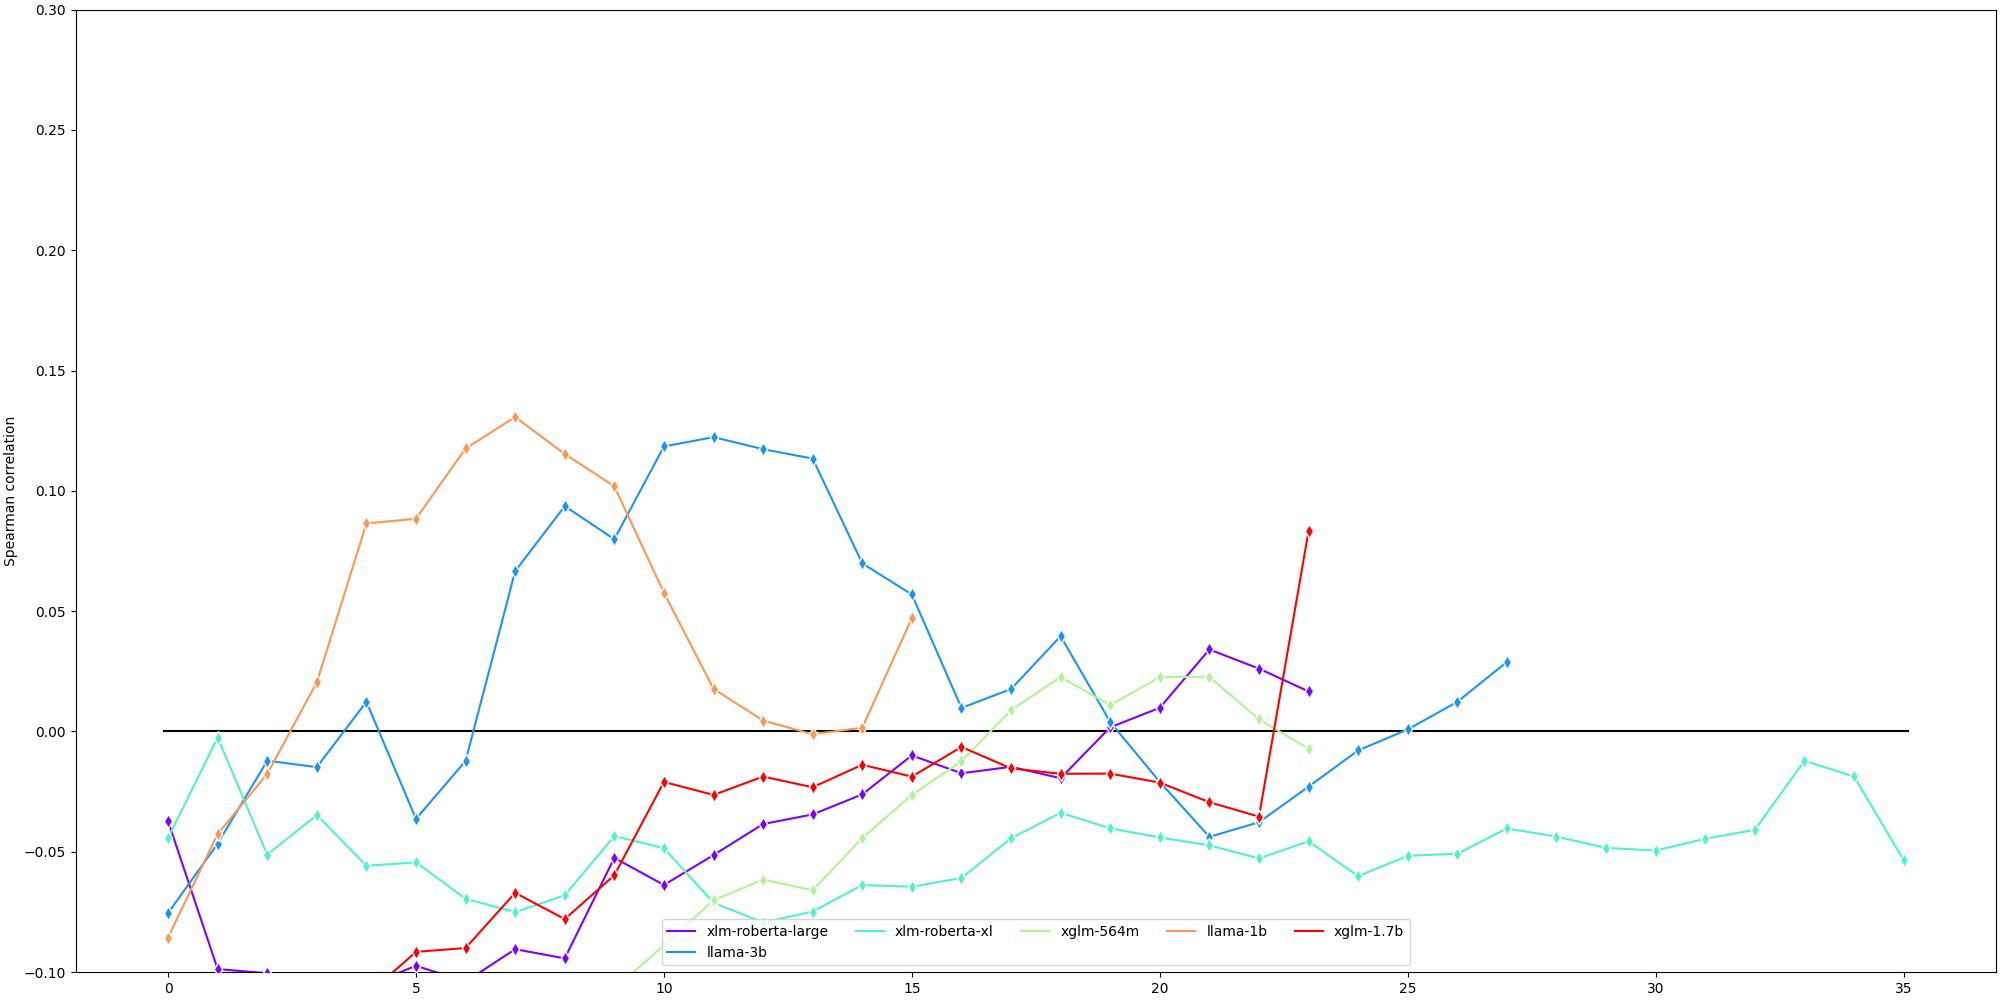 0.30
0.25
0.20
0.15
0.10
0.05
0.00
−0.05
−0.10
Spearman correlation
0 5 10 15 20 25 30 35
xlm-roberta-large xlm-roberta-xl xglm-564m llama-1b xglm-1.7b
llama-3b